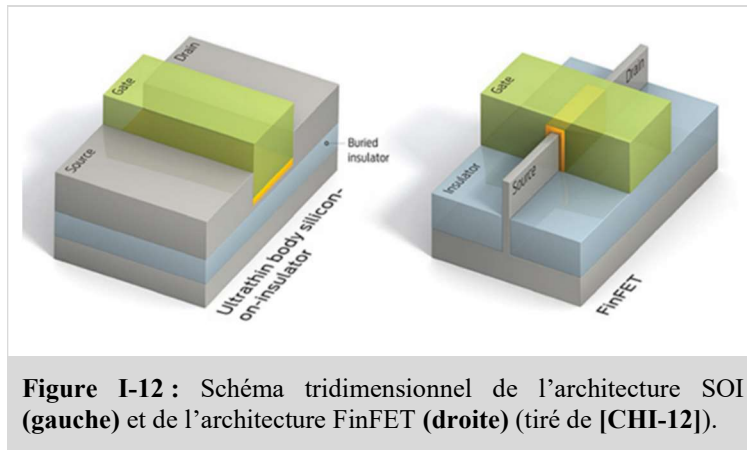 Drain
Gate
Source
Buried
insulator
Ultrathin body silicon-
on-insulator
Drain
Gate
Source
Insulator
FinFET
Figure I-12 : Schéma tridimensionnel de l’architecture SOI
(gauche) et de l’architecture FinFET (droite) (tiré de [CHI-12]).